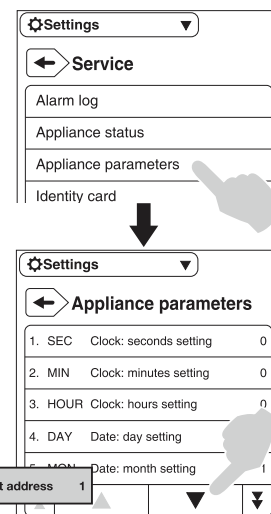 Settings
Service
Alarm log
Appliance status
Appliance parameters
Identity card
Settings
Appliance parameters
1. SEC Clock: seconds setting 0
2. MIN Clock: minutes setting 0
3. HOUR Clock: hours setting 0
4. DAY Date: day setting
5. MON Date: month setting 1
t address 1